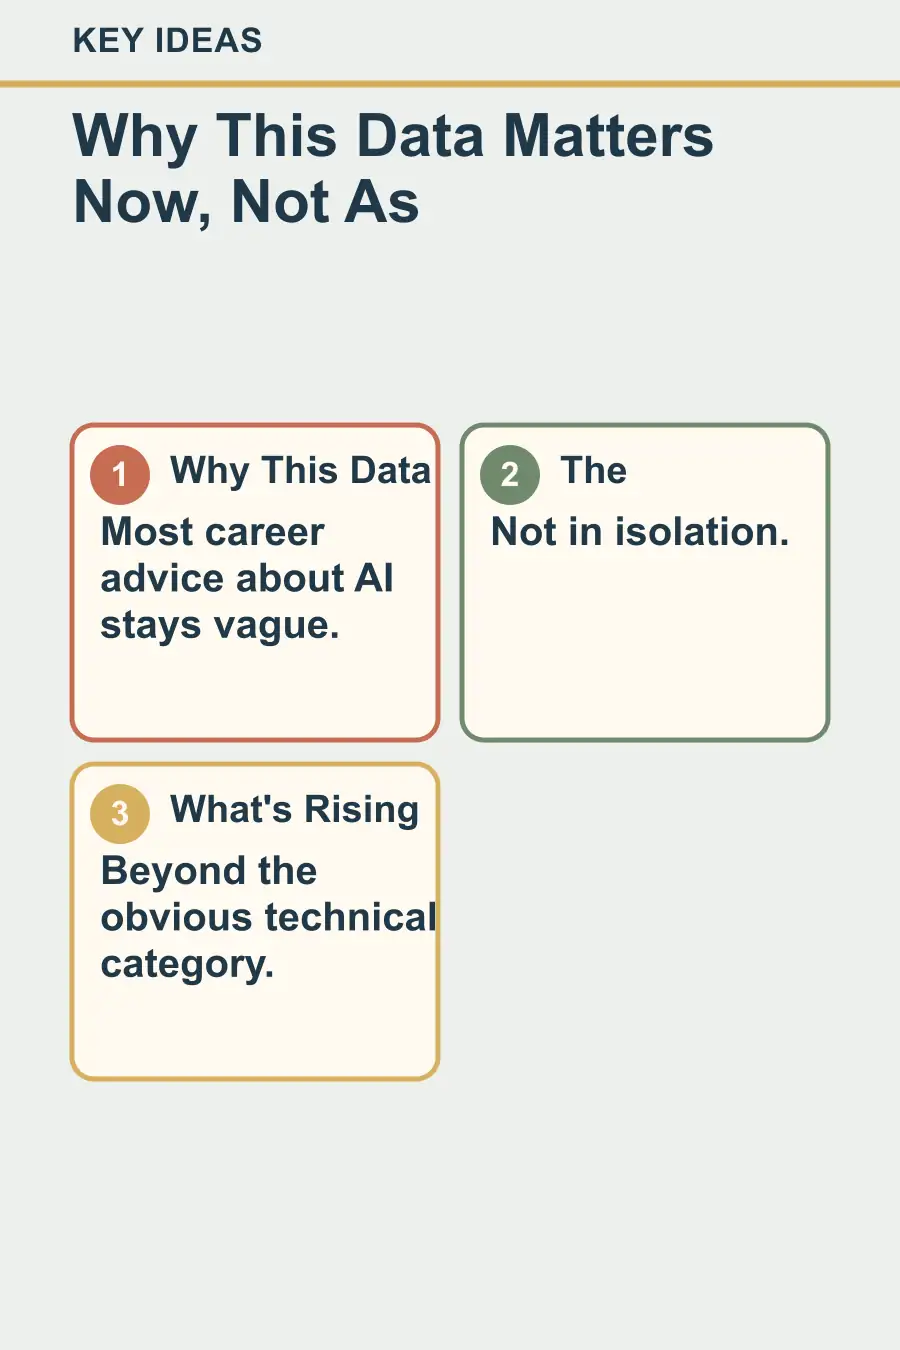 KEY IDEAS
Why This Data Matters
Now, Not As
1
Why This Data
Most career
advice about AI
stays vague.
2
The
Not in isolation.
3
What's Rising
Beyond the
obvious technical
category.